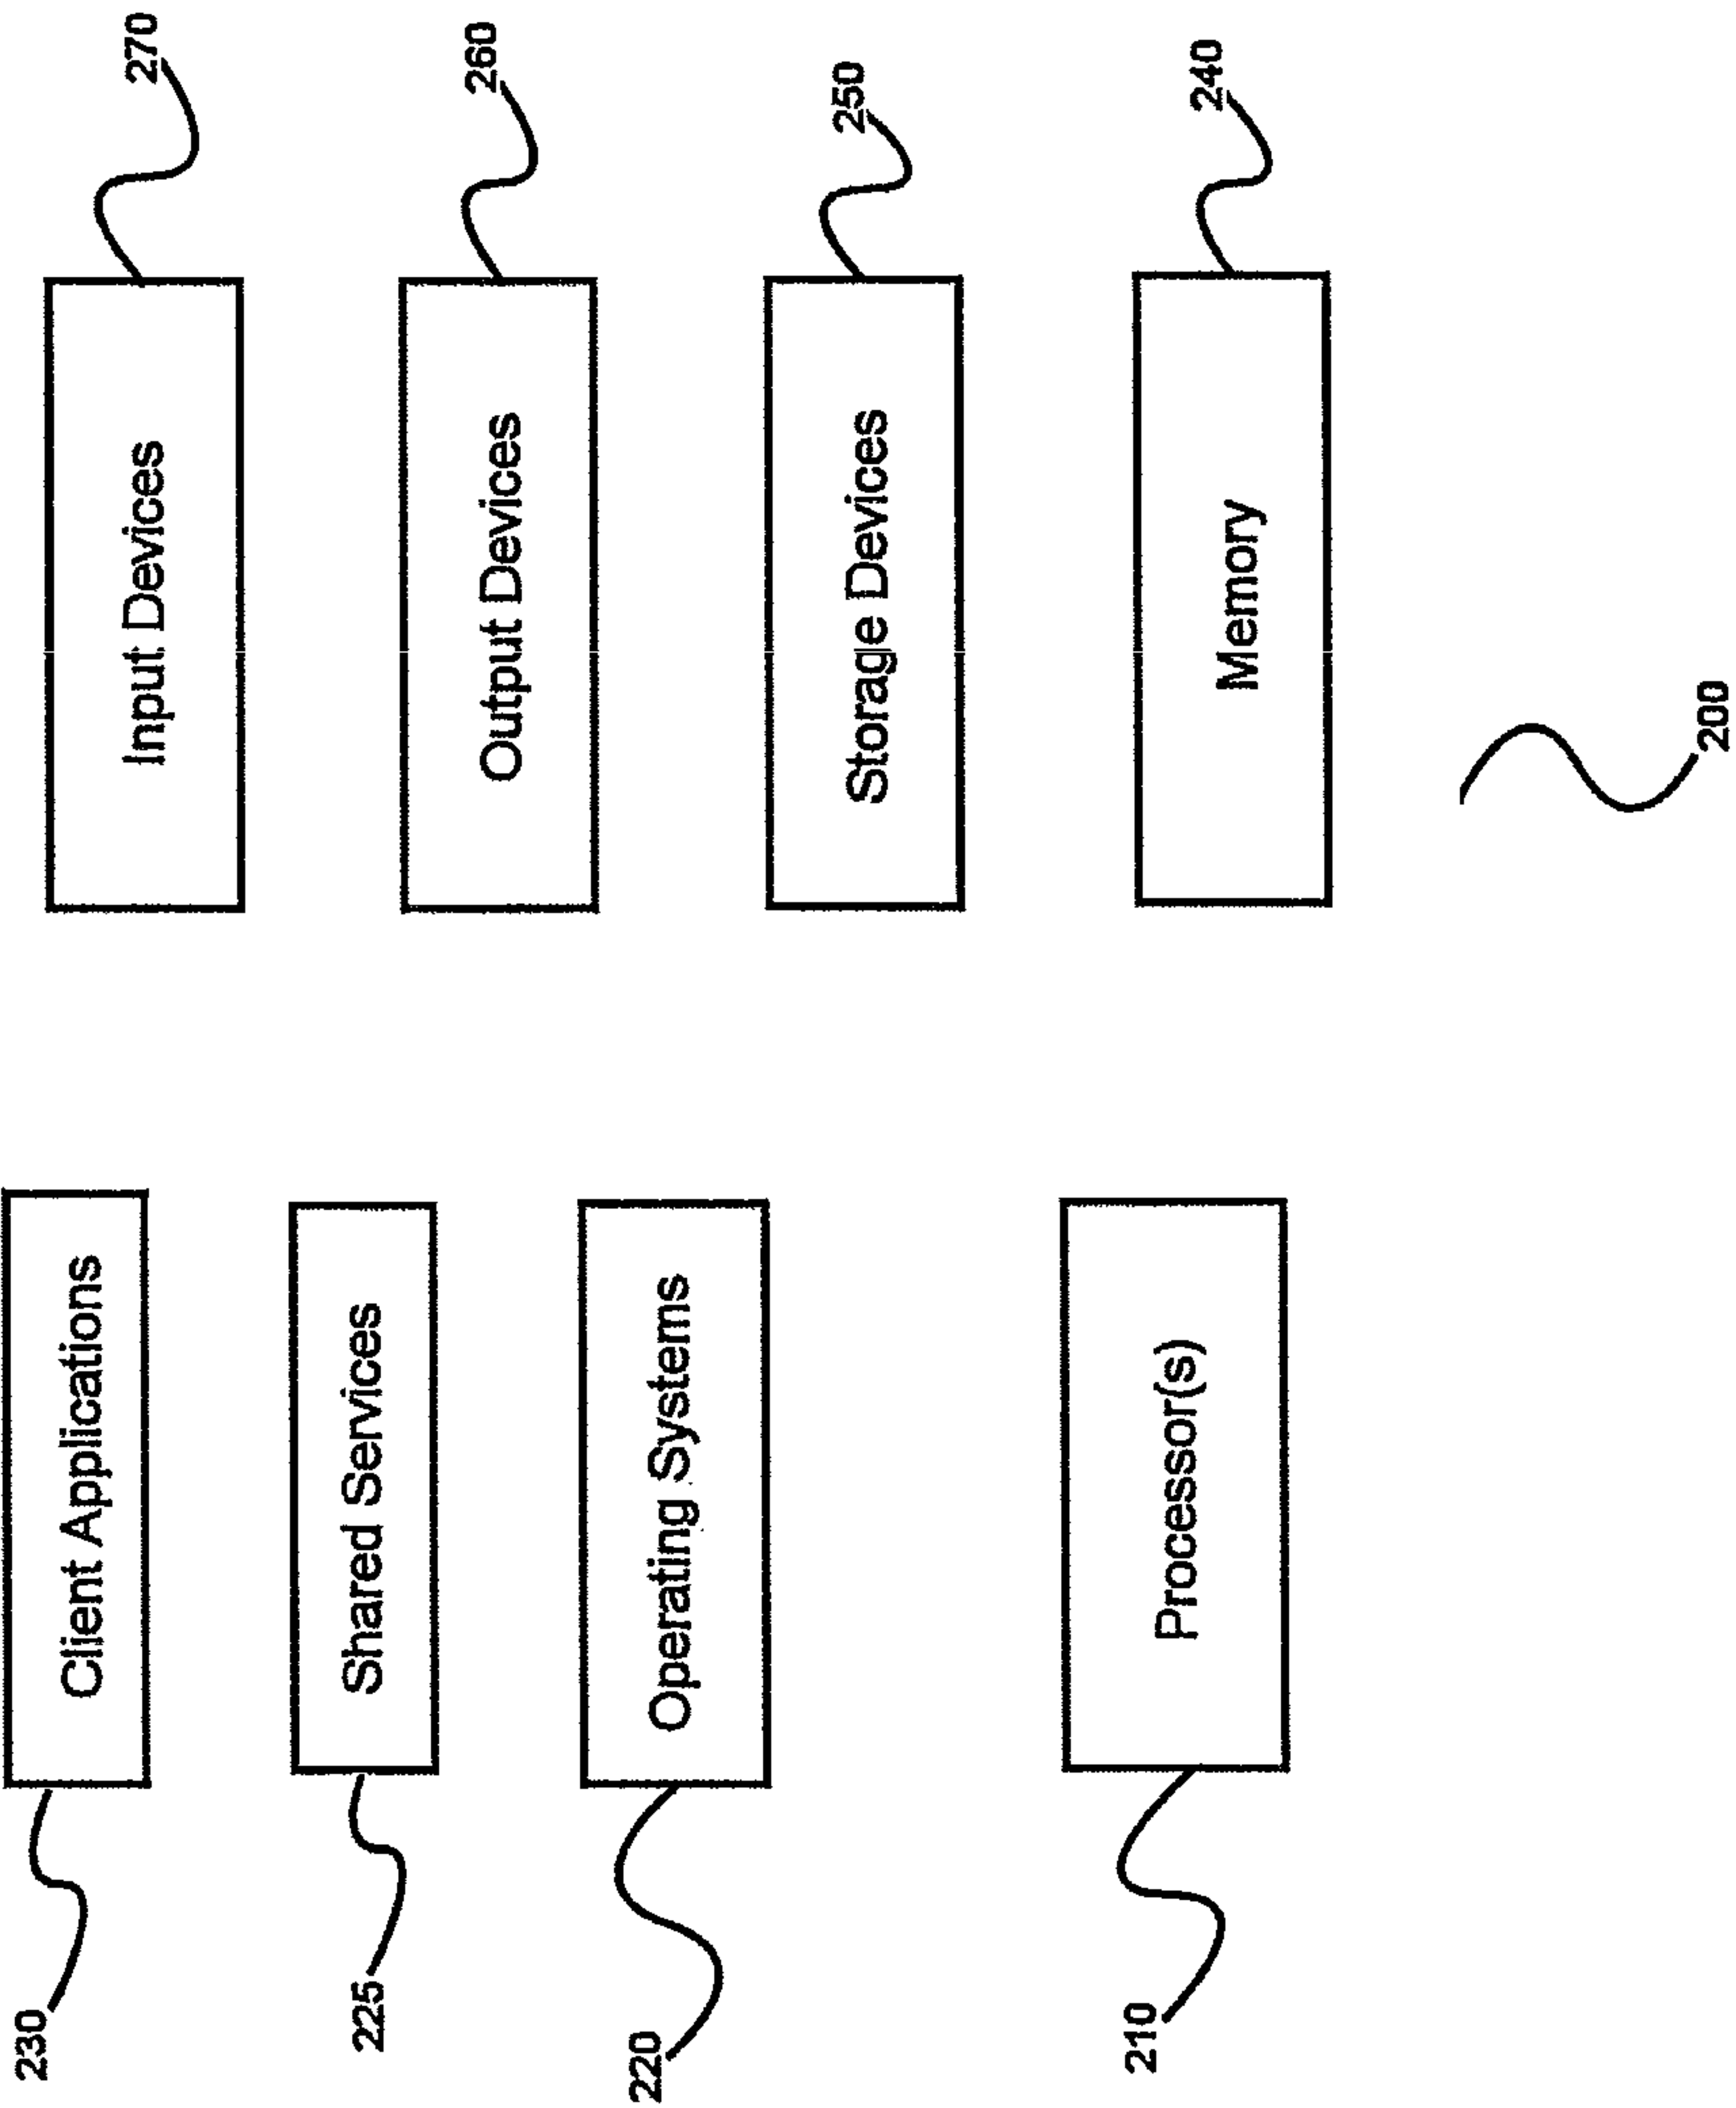 230
Client Applications
Input Devices
270
225
Shared Services
Output Devices
260
220
Operating Systems
Storage Devices
250
210
Processor(s)
Memory
240
200